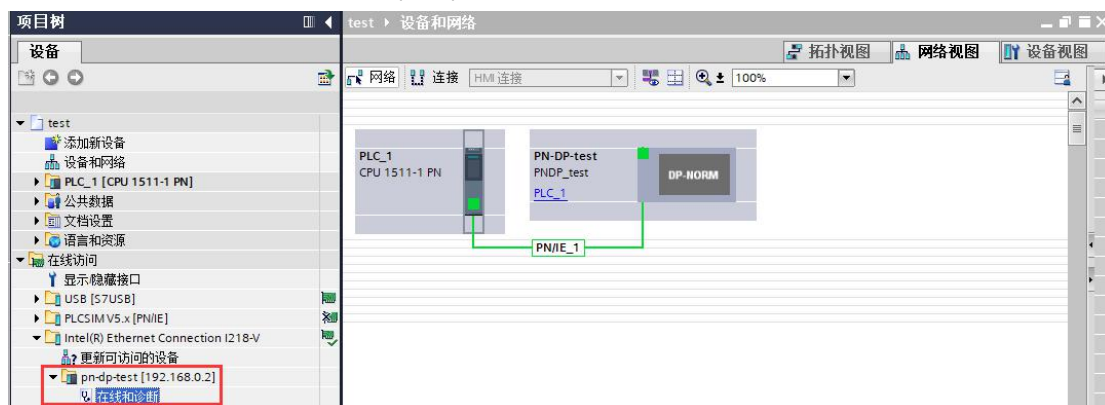 项目树
test ▸ 设备和网络
设备
拓扑视图
网络视图
设备视图
网络
连接
HMI 连接
100%
test
添加新设备
设备和网络
PLC_1 [CPU 1511-1 PN]
公共数据
文档设置
语言和资源
在线访问
显示/隐藏接口
USB [S7USB]
PLCSIM V5.x [PN/IE]
Intel(R) Ethernet Connection I218-V
更新可访问的设备
pn-dp-test [192.168.0.2]
在线和诊断
PLC_1
CPU 1511-1 PN
PN-DP-test
PNDP_test
PLC_1
DP-NORM
PN/IE_1